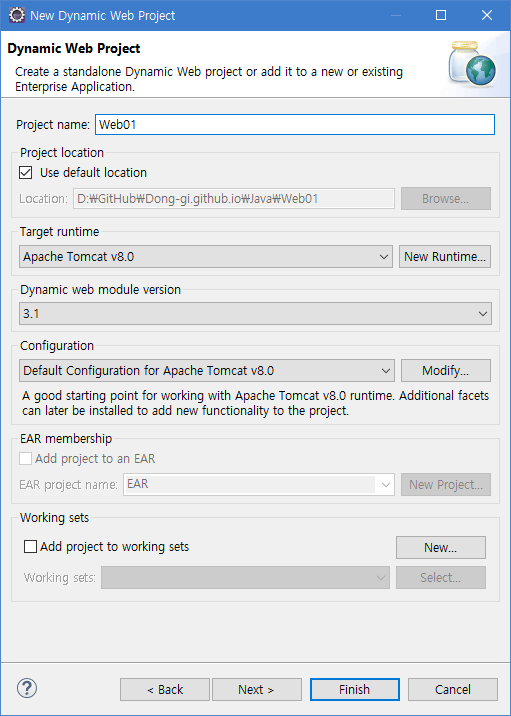 New Dynamic Web Project
Dynamic Web Project
Create a standalone Dynamic Web project or add it to a new or existing
Enterprise Application.
Project name: Web01
Project location
Use default location
Location: D:₩GitHub₩Dong-gi.github.io₩Java₩Web01 Browse...
Target runtime
Apache Tomcat v8.0 New Runtime...
Dynamic web module version
3.1
Configuration
Default Configuration for Apache Tomcat v8.0 Modify...
A good starting point for working with Apache Tomcat v8.0 runtime. Additional facets
can later be installed to add new functionality to the project.
EAR membership
Add project to an EAR
EAR project name: EAR New Project...
Working sets
Add project to working sets New...
Working sets: Select...
? < Back Next > Finish Cancel